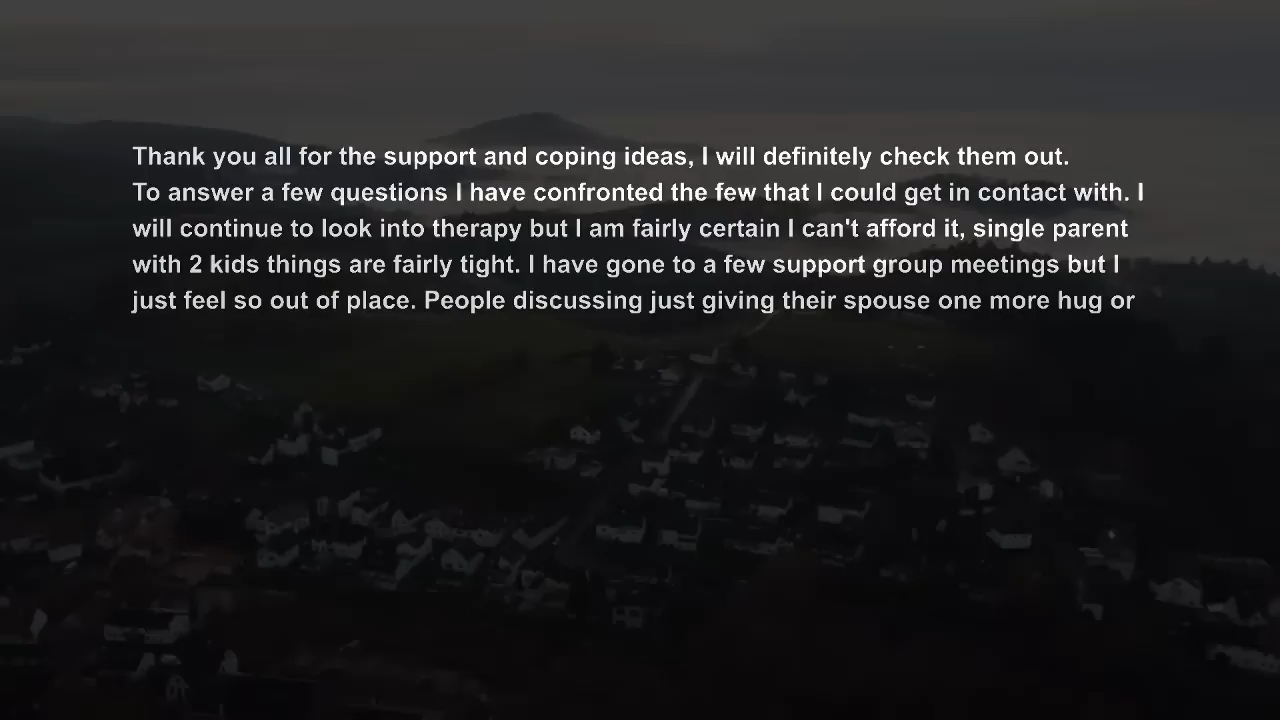 Thank you all for the support and coping ideas, I will definitely check them out.
To answer a few questions I have confronted the few that I could get in contact with. I
will continue to look into therapy but I am fairly certain I can't afford it, single parent
with 2 kids things are fairly tight. I have gone to a few support group meetings but I
just feel so out of place. People discussing just giving their spouse one more hug or